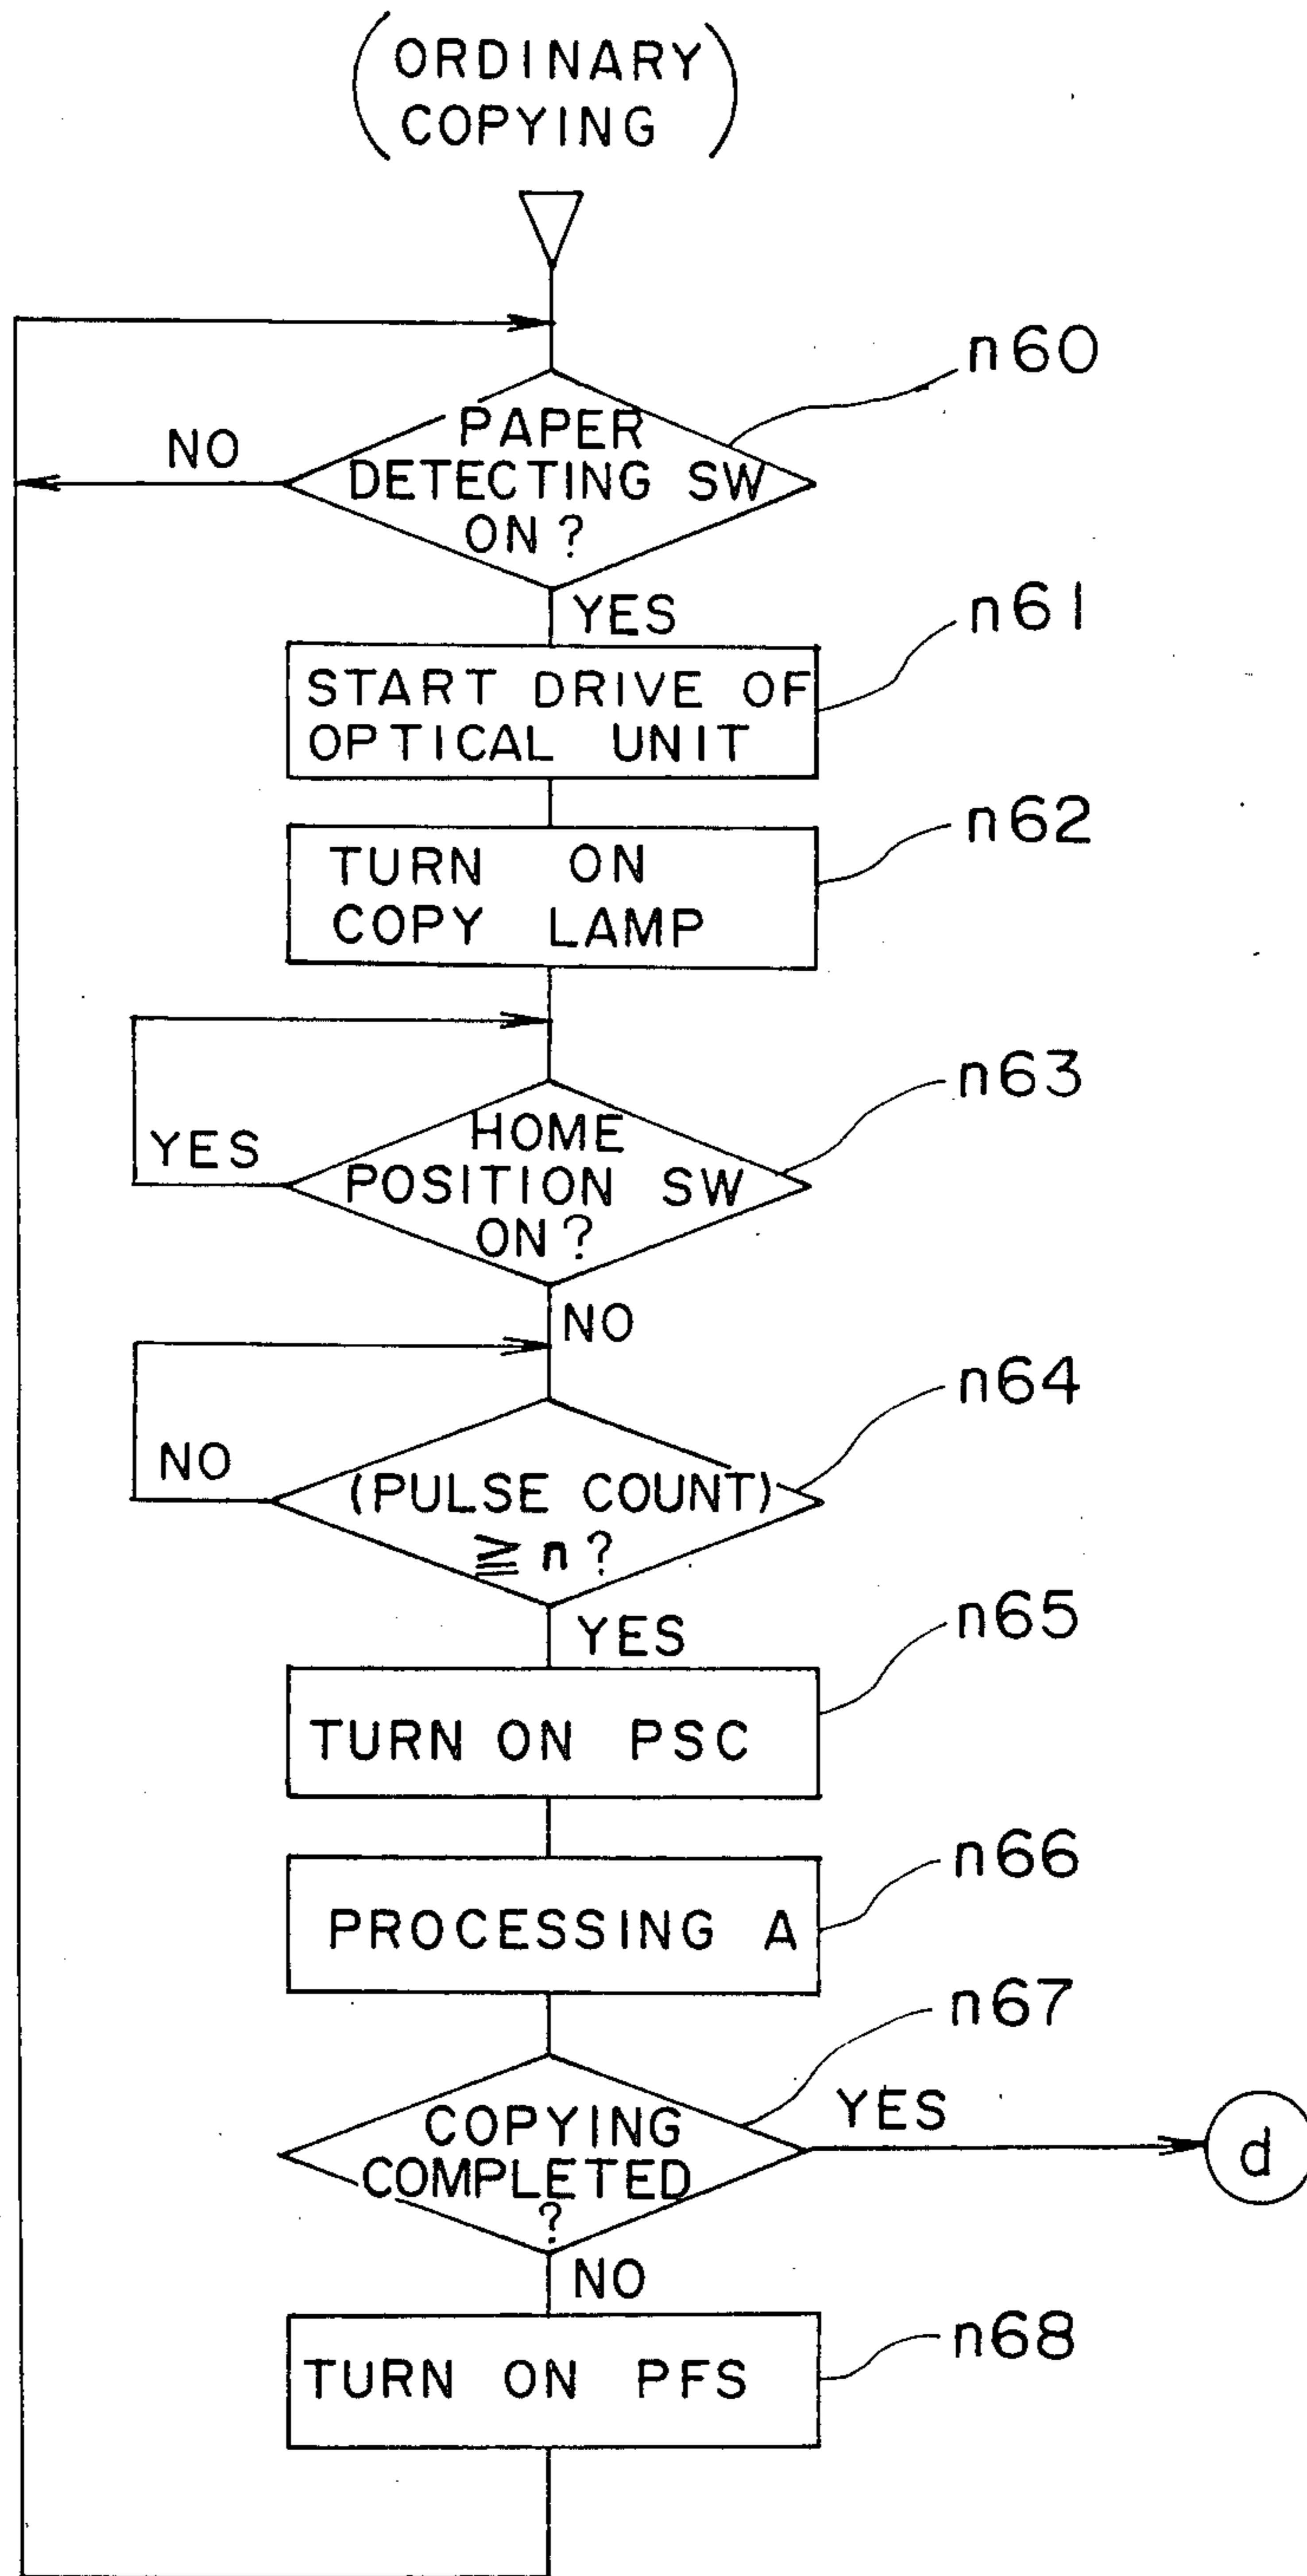 (ORDINARY
COPYING)
n60
PAPER
NO
DETECTING SW
ON?
YES
n61
START DRIVE OF
OPTICAL UNIT
n62
TURN ON
COPY LAMP
n63
HOME
YES
POSITION SW
ON?
NO
n64
NO
(PULSE COUNT)
≧ n?
YES
n65
TURN ON PSC
n66
PROCESSING A
n67
YES
COPYING
COMPLETED
?
d
NO
n68
TURN ON PFS